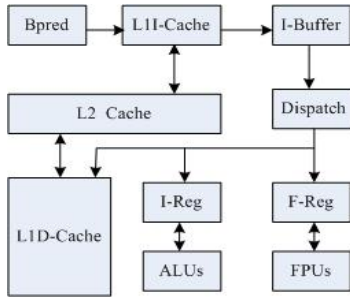 Bpred
L1I-Cache
I-Buffer
L2 Cache
Dispatch
L1D-Cache
I-Reg
F-Reg
ALUs
FPUs